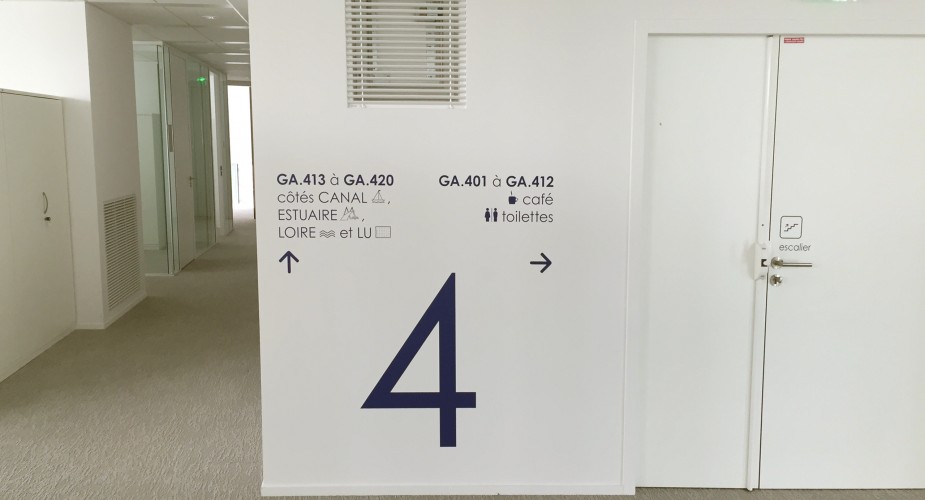 GA.413 à GA.420
côtés CANAL ,
ESTUAIRE ,
LOIRE et LU
GA.401 à GA.412
café
toilettes
4
escalier